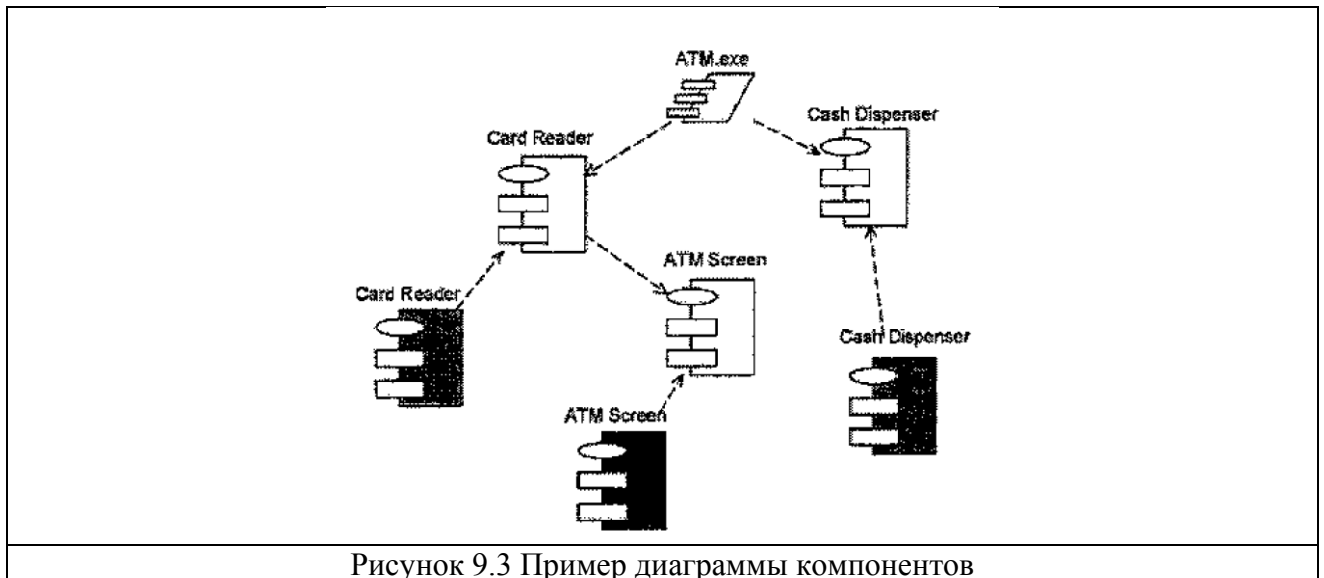 ATM.exe
Cash Dispenser
Card Reader
ATM Screen
Card Reader
Cash Dispenser
ATM Screen
Рисунок 9.3 Пример диаграммы компонентов